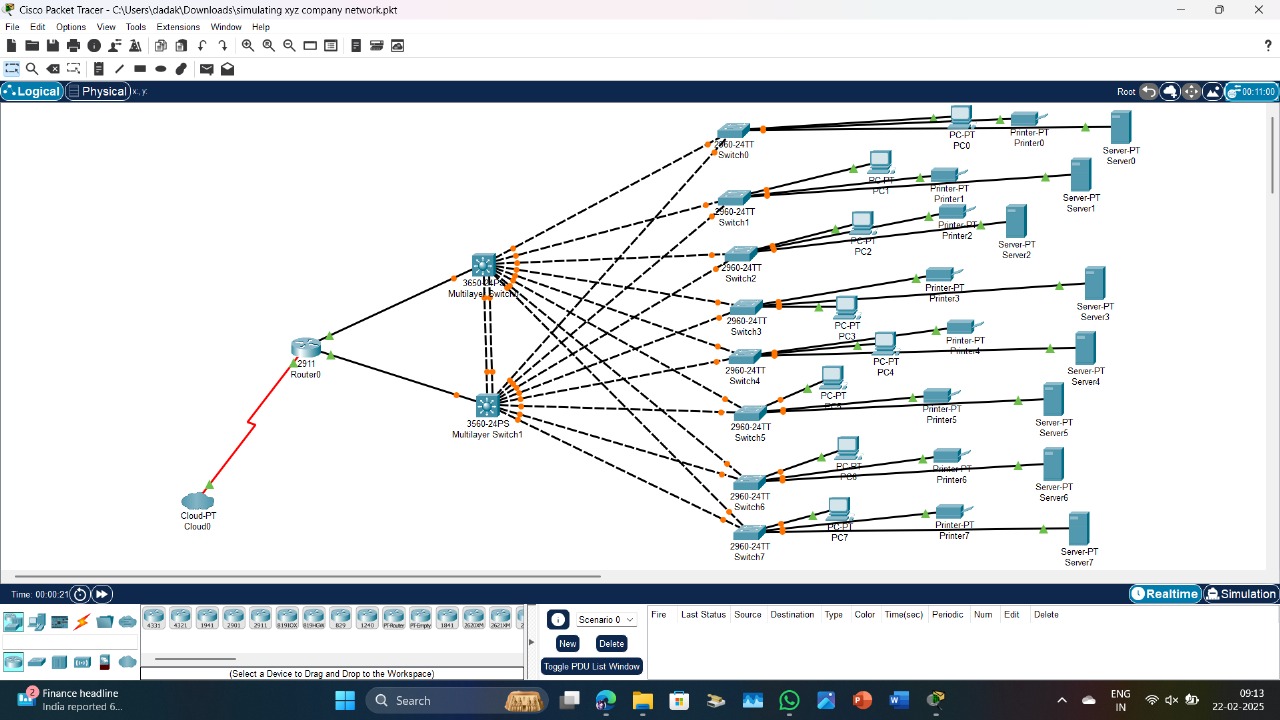 Cisco Packet Tracer - C:\Users\dadak\Downloads\simulating xyz company network.pkt
File Edit Options View Tools Extensions Window Help
?
Logical Physical x: y: Root 00:11:00
2960-24TT
Switch0
PC-PT
PC0
Printer-PT
Printer0
Server-PT
Server0
2960-24TT
Switch1
PC-PT
PC1
Printer-PT
Printer1
Server-PT
Server1
2960-24TT
Switch2
PC-PT
PC2
Printer-PT
Printer2
Server-PT
Server2
3650-24PS
Multilayer Switch0
2960-24TT
Switch3
PC-PT
PC3
Printer-PT
Printer3
Server-PT
Server3
2911
Router0
2960-24TT
Switch4
PC-PT
PC4
Printer-PT
Printer4
Server-PT
Server4
3560-24PS
Multilayer Switch1
2960-24TT
Switch5
PC-PT
PC5
Printer-PT
Printer5
Server-PT
Server5
2960-24TT
Switch6
PC-PT
PC6
Printer-PT
Printer6
Server-PT
Server6
Cloud-PT
Cloud0
2960-24TT
Switch7
PC-PT
PC7
Printer-PT
Printer7
Server-PT
Server7
Time: 00:00:21 Realtime Simulation
4331 4321 1941 2901 2911 819IOX 819HGW 829 1240 PT-Router PT-Empty 1841 2620XM 2621XM
(Select a Device to Drag and Drop to the Workspace)
Scenario 0
New Delete
Toggle PDU List Window
Fire Last Status Source Destination Type Color Time(sec) Periodic Num Edit Delete
2
Finance headline
India reported 6...
Search
ENG
IN
09:13
22-02-2025